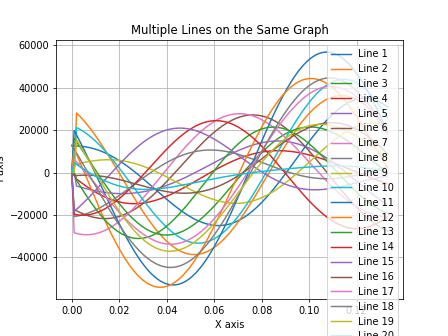 Multiple Lines on the Same Graph
60000
40000
20000
0
−20000
−40000
0.00
0.02
0.04
0.06
0.08
0.10
X axis
Line 1
Line 2
Line 3
Line 4
Line 5
Line 6
Line 7
Line 8
Line 9
Line 10
Line 11
Line 12
Line 13
Line 14
Line 15
Line 16
Line 17
Line 18
Line 19
Line 20